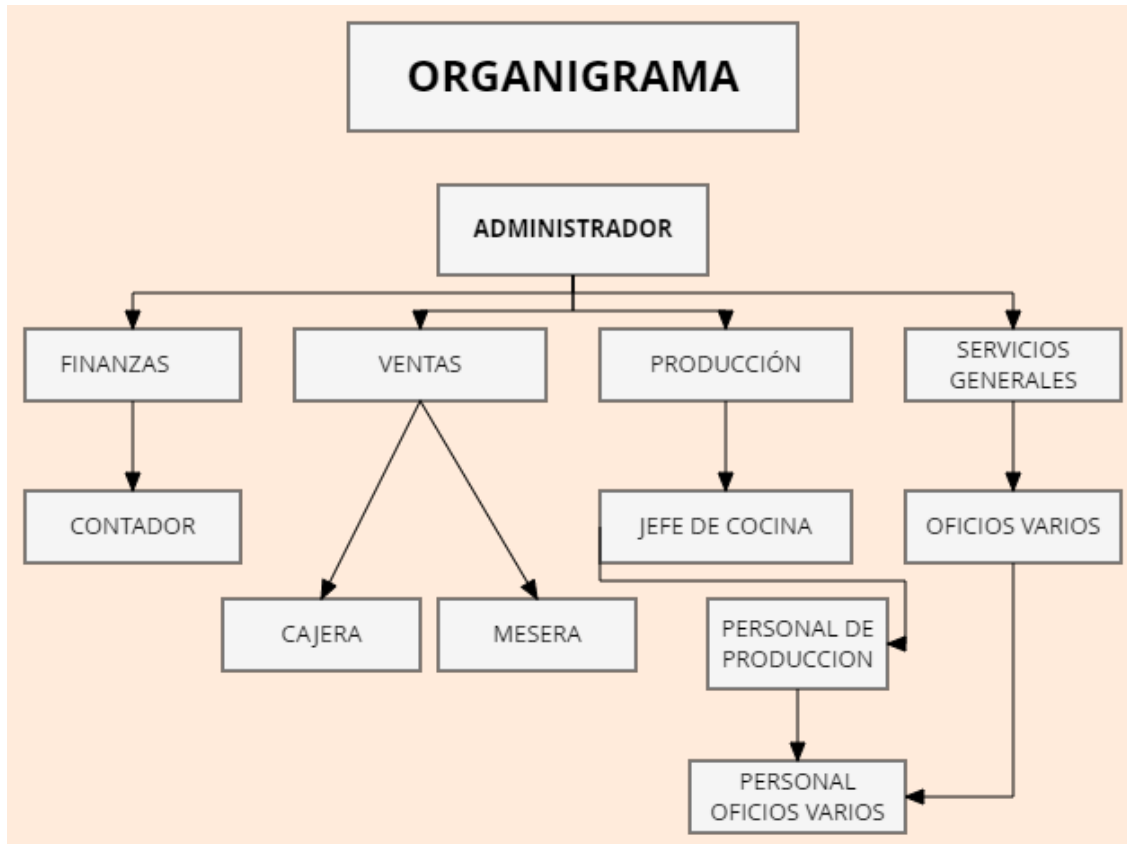 ORGANIGRAMA
ADMINISTRADOR
FINANZAS
VENTAS
PRODUCCIÓN
SERVICIOS
GENERALES
CONTADOR
JEFE DE COCINA
OFICIOS VARIOS
CAJERA
MESERA
PERSONAL DE
PRODUCCION
PERSONAL
OFICIOS VARIOS